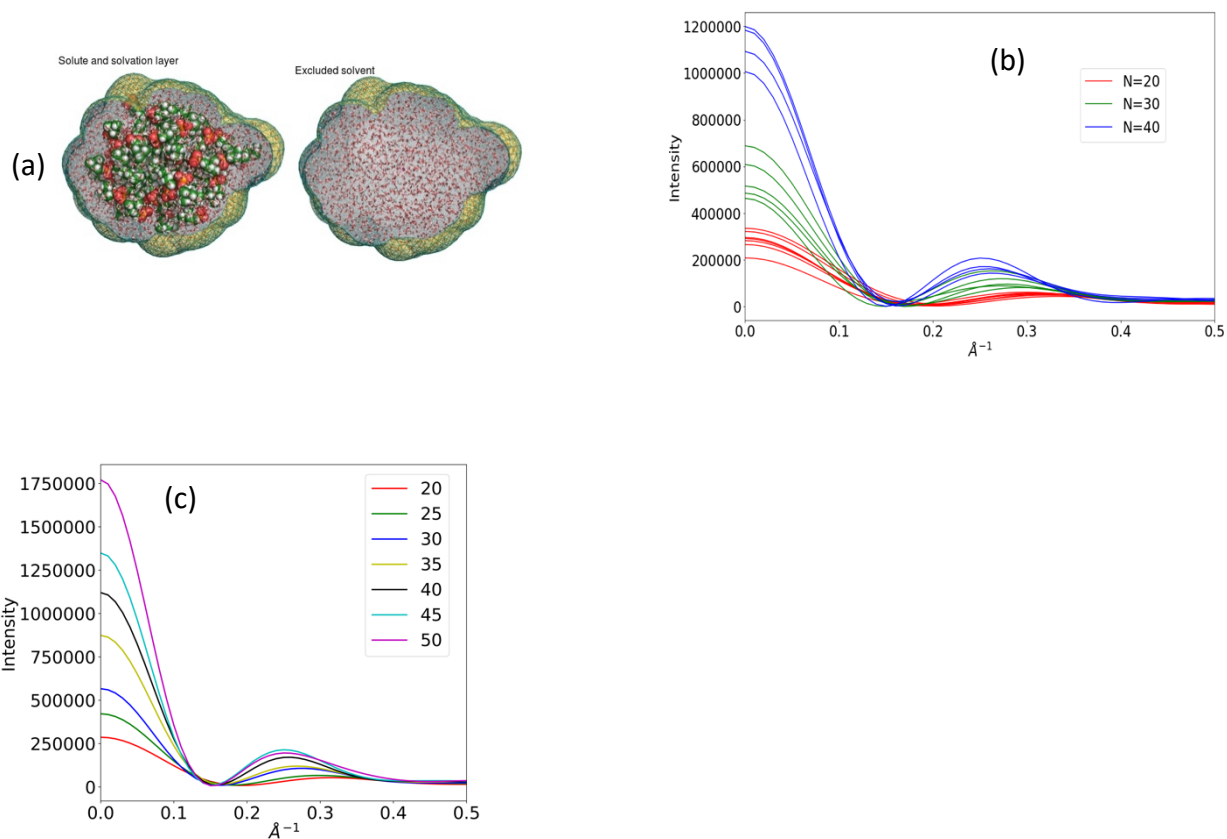 Solute and solvation layer
Excluded solvent
(a)
(b)
1200000
1000000
800000
600000
400000
200000
0
Intensity
0.0 0.1 0.2 0.3 0.4 0.5
Å⁻¹
N=20
N=30
N=40
(c)
1750000
1500000
1250000
1000000
750000
500000
250000
0
Intensity
0.0 0.1 0.2 0.3 0.4 0.5
Å⁻¹
20
25
30
35
40
45
50